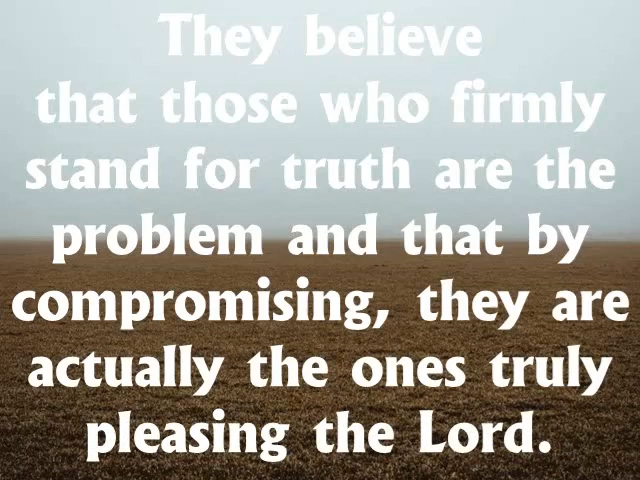 They believe
that those who firmly
stand for truth are the
problem and that by
compromising, they are
actually the ones truly
pleasing the Lord.